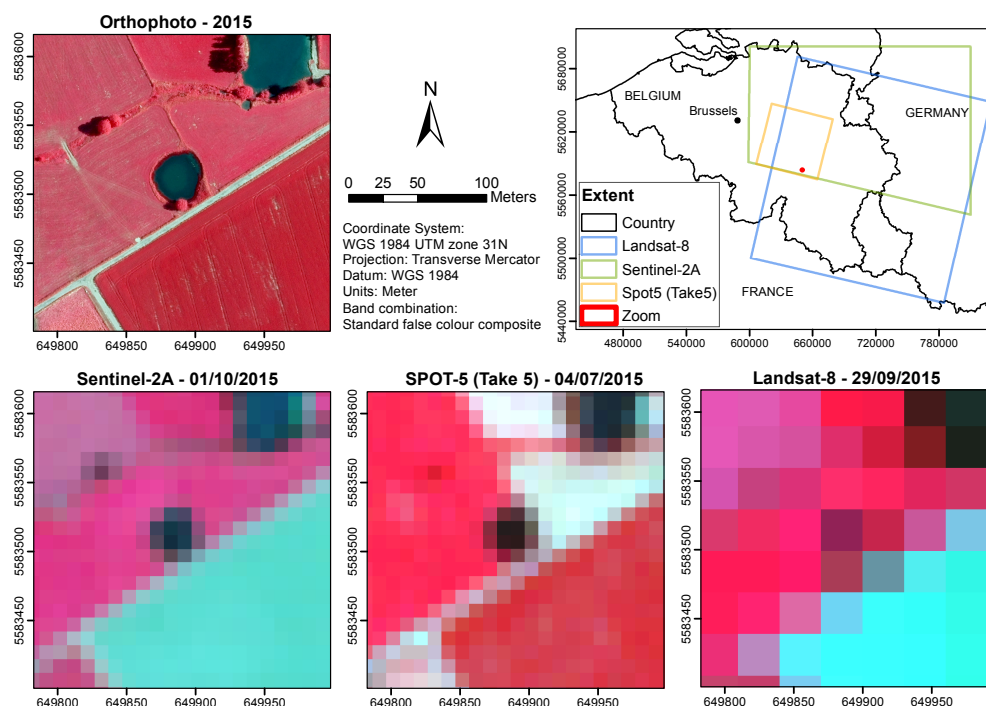 Orthophoto - 2015
5583600
5583550
5583500
5583450
649800 649850 649900 649950
N
0 25 50 100
Meters
Coordinate System:
WGS 1984 UTM zone 31N
Projection: Transverse Mercator
Datum: WGS 1984
Units: Meter
Band combination:
Standard false colour composite
BELGIUM
Brussels
GERMANY
FRANCE
Extent
Country
Landsat-8
Sentinel-2A
Spot5 (Take5)
Zoom
5680000
5620000
5560000
5500000
5440000
480000 540000 600000 660000 720000 780000
Sentinel-2A - 01/10/2015
5583600
5583550
5583500
5583450
649800 649850 649900 649950
SPOT-5 (Take 5) - 04/07/2015
5583600
5583550
5583500
5583450
649800 649850 649900 649950
Landsat-8 - 29/09/2015
5583600
5583550
5583500
5583450
649800 649850 649900 649950